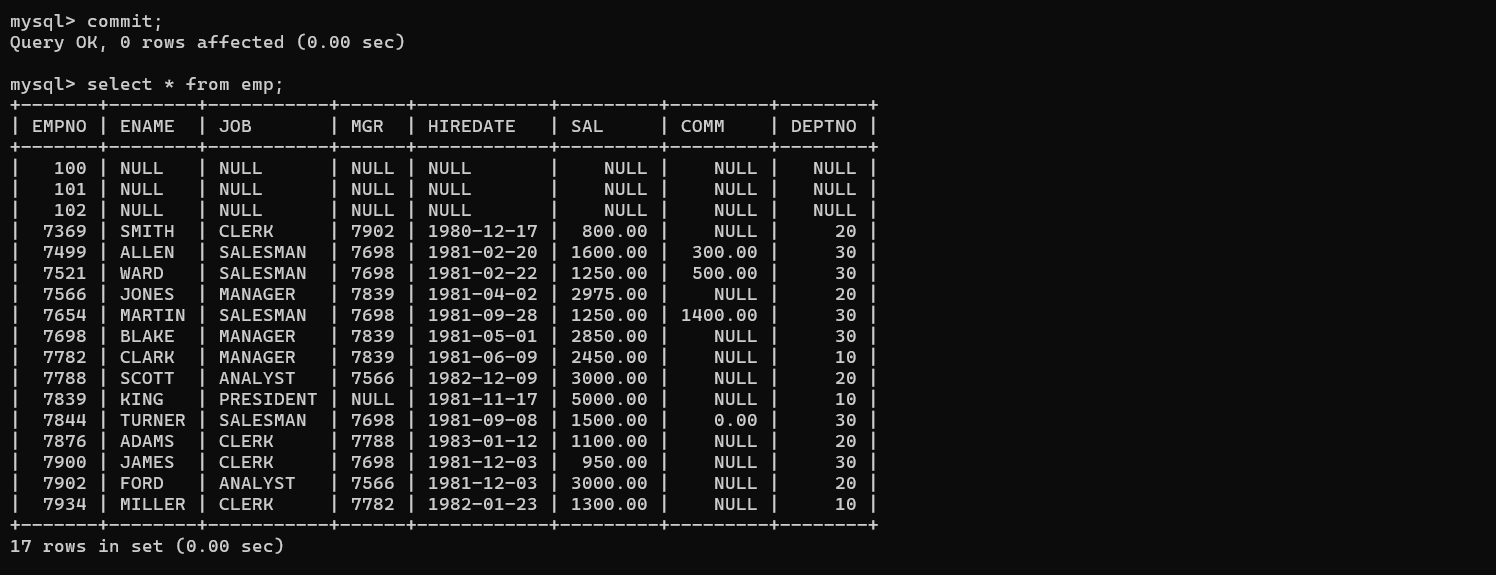 mysql> commit;
Query OK, 0 rows affected (0.00 sec)

mysql> select * from emp;
+-------+--------+-----------+------+------------+---------+---------+--------+
| EMPNO | ENAME  | JOB       | MGR  | HIREDATE   | SAL     | COMM    | DEPTNO |
+-------+--------+-----------+------+------------+---------+---------+--------+
|   100 | NULL   | NULL      | NULL | NULL       |    NULL |    NULL |   NULL |
|   101 | NULL   | NULL      | NULL | NULL       |    NULL |    NULL |   NULL |
|   102 | NULL   | NULL      | NULL | NULL       |    NULL |    NULL |   NULL |
|  7369 | SMITH  | CLERK     | 7902 | 1980-12-17 |  800.00 |    NULL |     20 |
|  7499 | ALLEN  | SALESMAN  | 7698 | 1981-02-20 | 1600.00 |  300.00 |     30 |
|  7521 | WARD   | SALESMAN  | 7698 | 1981-02-22 | 1250.00 |  500.00 |     30 |
|  7566 | JONES  | MANAGER   | 7839 | 1981-04-02 | 2975.00 |    NULL |     20 |
|  7654 | MARTIN | SALESMAN  | 7698 | 1981-09-28 | 1250.00 | 1400.00 |     30 |
|  7698 | BLAKE  | MANAGER   | 7839 | 1981-05-01 | 2850.00 |    NULL |     30 |
|  7782 | CLARK  | MANAGER   | 7839 | 1981-06-09 | 2450.00 |    NULL |     10 |
|  7788 | SCOTT  | ANALYST   | 7566 | 1982-12-09 | 3000.00 |    NULL |     20 |
|  7839 | KING   | PRESIDENT | NULL | 1981-11-17 | 5000.00 |    NULL |     10 |
|  7844 | TURNER | SALESMAN  | 7698 | 1981-09-08 | 1500.00 |    0.00 |     30 |
|  7876 | ADAMS  | CLERK     | 7788 | 1983-01-12 | 1100.00 |    NULL |     20 |
|  7900 | JAMES  | CLERK     | 7698 | 1981-12-03 |  950.00 |    NULL |     30 |
|  7902 | FORD   | ANALYST   | 7566 | 1981-12-03 | 3000.00 |    NULL |     20 |
|  7934 | MILLER | CLERK     | 7782 | 1982-01-23 | 1300.00 |    NULL |     10 |
+-------+--------+-----------+------+------------+---------+---------+--------+
17 rows in set (0.00 sec)